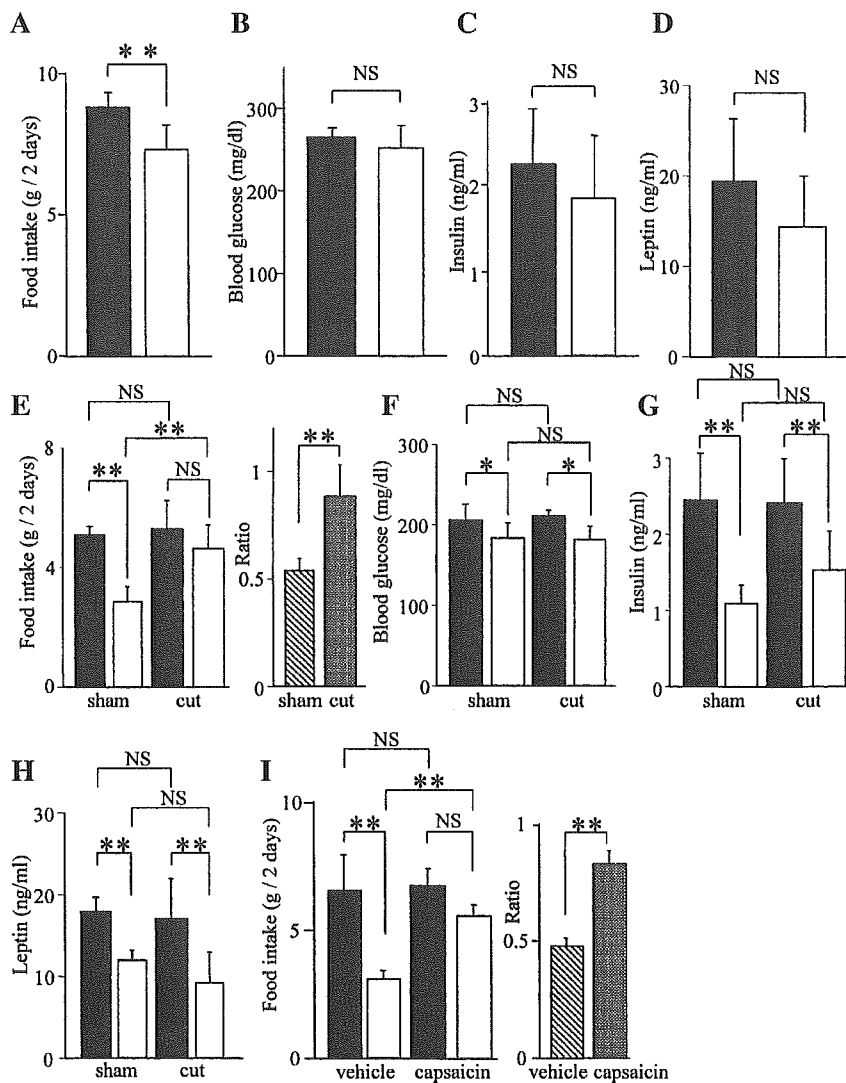 A
* *
Food intake (g / 2 days)
10
5
0
B
NS
Blood glucose (mg/dl)
300
200
100
0
C
NS
Insulin (ng/ml)
3
2
1
0
D
NS
Leptin (ng/ml)
30
20
10
0
E
NS
**
**
NS
Food intake (g / 2 days)
8
4
0
sham
cut
**
Ratio
1
0.5
0
sham cut
F
NS
NS
*
*
Blood glucose (mg/dl)
300
200
100
0
sham
cut
G
NS
NS
**
**
Insulin (ng/ml)
3
2
1
0
sham
cut
H
NS
NS
**
**
Leptin (ng/ml)
30
20
10
0
sham
cut
I
NS
**
**
NS
Food intake (g / 2 days)
10
5
0
vehicle
capsaicin
**
Ratio
1
0.5
0
vehicle capsaicin